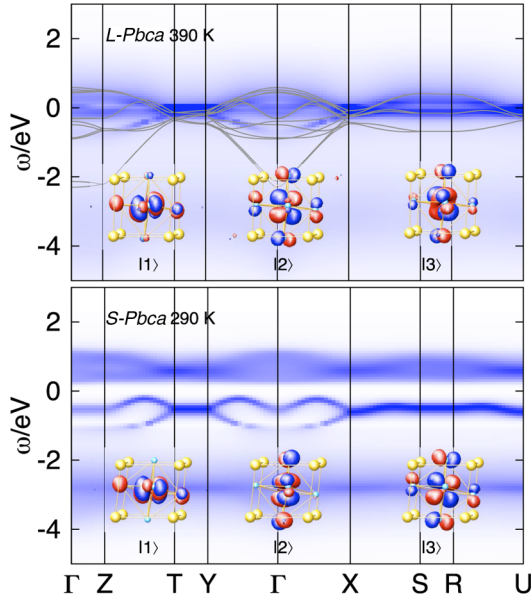 2
L-Pbca 390 K
0
ω/eV
-2
-4
|1⟩ |2⟩ |3⟩
S-Pbca 290 K
2
0
ω/eV
-2
-4
|1⟩ |2⟩ |3⟩
Γ Z T Y Γ X S R U